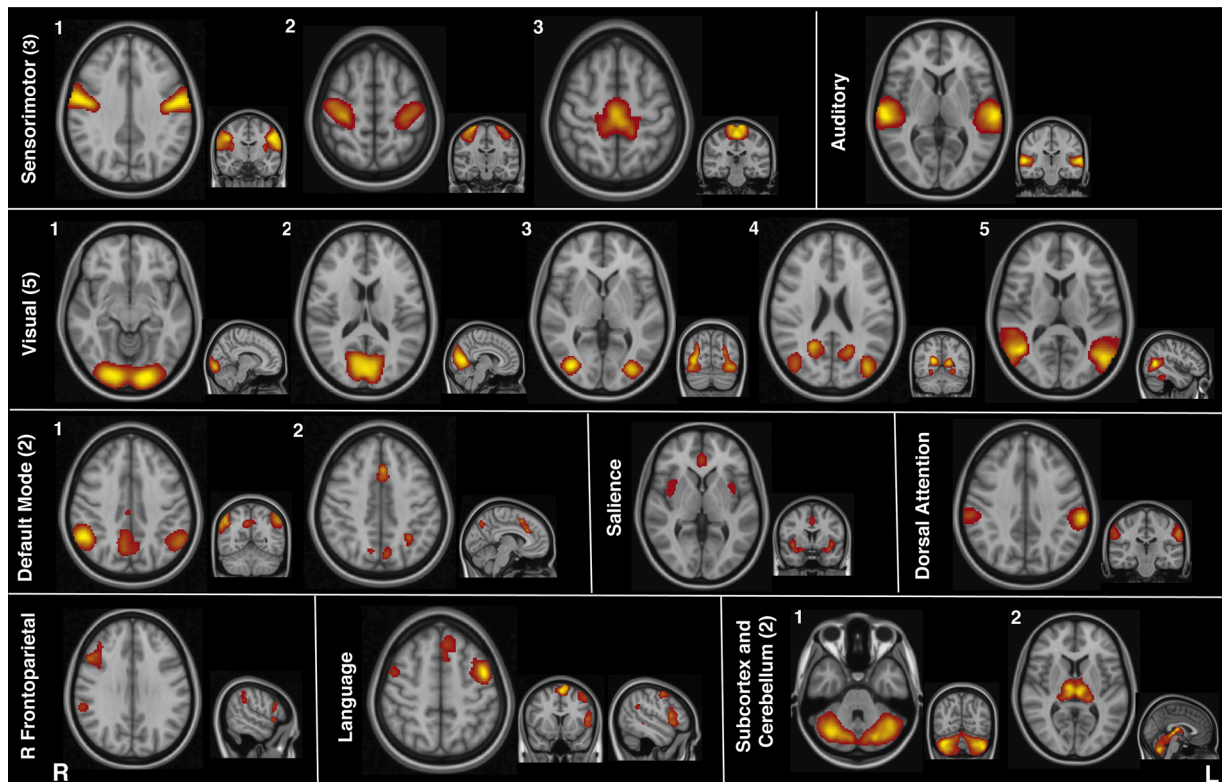 Sensorimotor (3)
1
2
3
Auditory
Visual (5)
1
2
3
4
5
Default Mode (2)
1
2
Salience
Dorsal Attention
R Frontoparietal
Language
Subcortex and
Cerebellum (2)
1
2
R